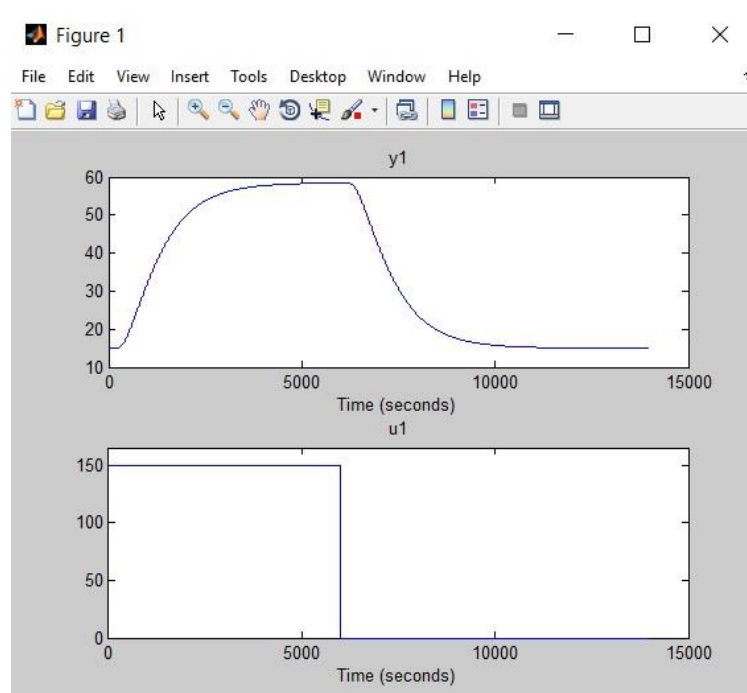 Figure 1
File Edit View Insert Tools Desktop Window Help
y1
60
50
40
30
20
10
0 5000 10000 15000
Time (seconds)
u1
150
100
50
0
0 5000 10000 15000
Time (seconds)